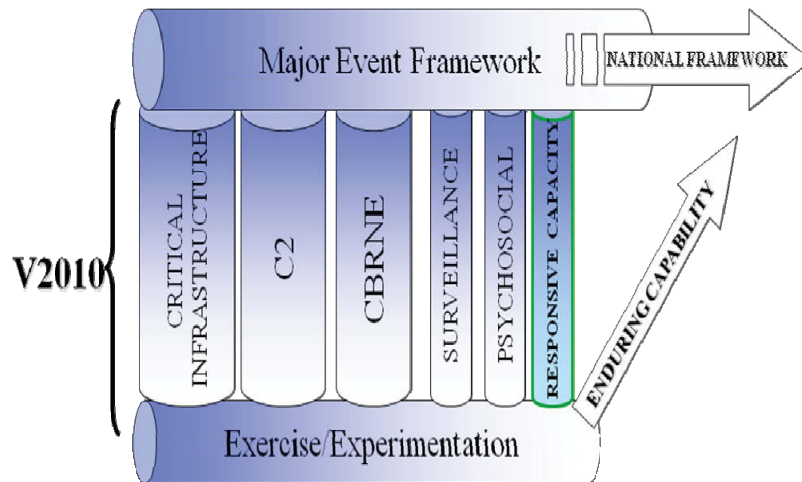 Major Event Framework
NATIONAL FRAMEWORK
V2010
CRITICAL
INFRASTRUCTURE
C2
CBRNE
SURVEILLANCE
PSYCHOSOCIAL
RESPONSIVE CAPACITY
ENDURING CAPABILITY
Exercise/Experimentation